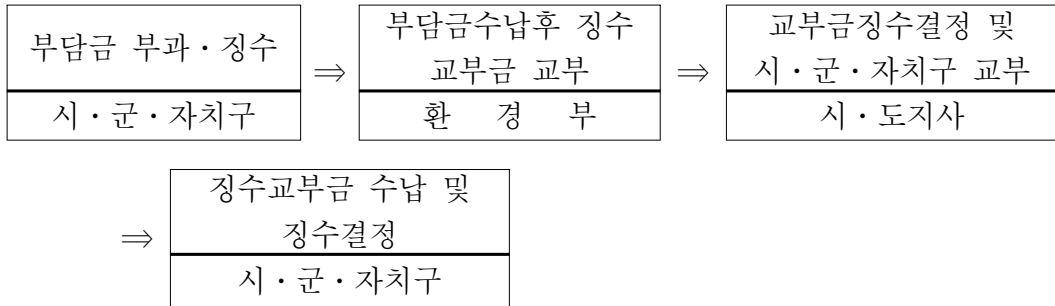 부담금 부과・징수
시・군・자치구
⇒
부담금수납후 징수
교부금 교부
환 경 부
⇒
교부금징수결정 및
시・군・자치구 교부
시・도지사
⇒
징수교부금 수납 및
징수결정
시・군・자치구